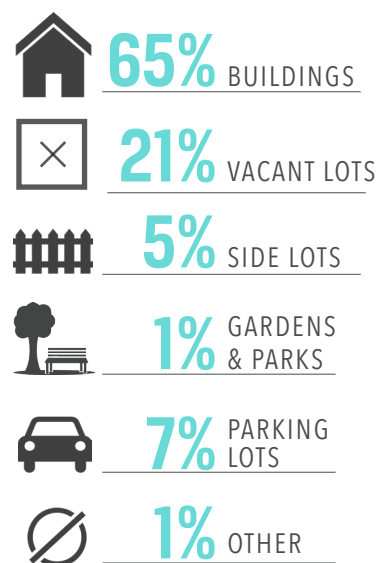 65% BUILDINGS
21% VACANT LOTS
5% SIDE LOTS
1% GARDENS
& PARKS
7% PARKING
LOTS
1% OTHER